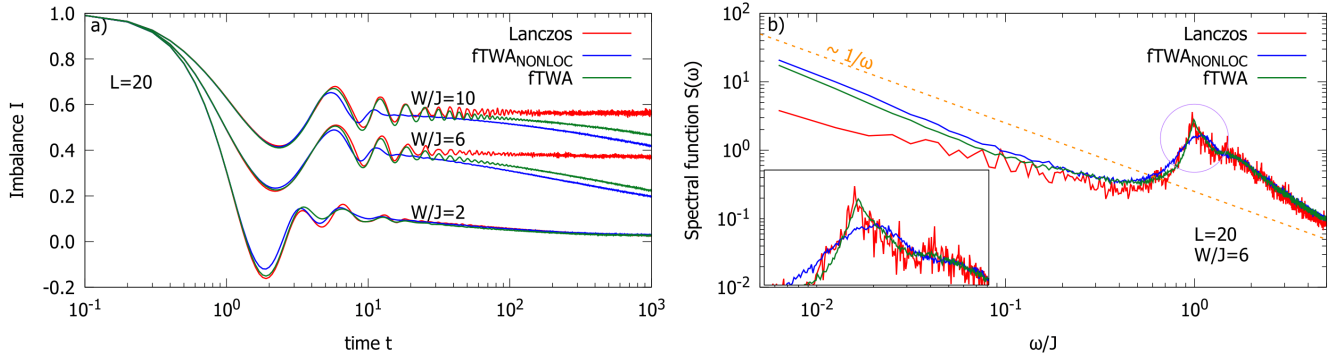 a)
Lanczos
fTWA_NONLOC
fTWA
L=20
W/J=10
W/J=6
W/J=2
Imbalance I
1.0
0.8
0.6
0.4
0.2
0.0
-0.2
10^-1
10^0
10^1
10^2
10^3
time t
b)
Lanczos
fTWA_NONLOC
fTWA
~ 1/ω
L=20
W/J=6
Spectral function S(ω)
10^2
10^1
10^0
10^-1
10^-2
10^-2
10^-1
10^0
ω/J